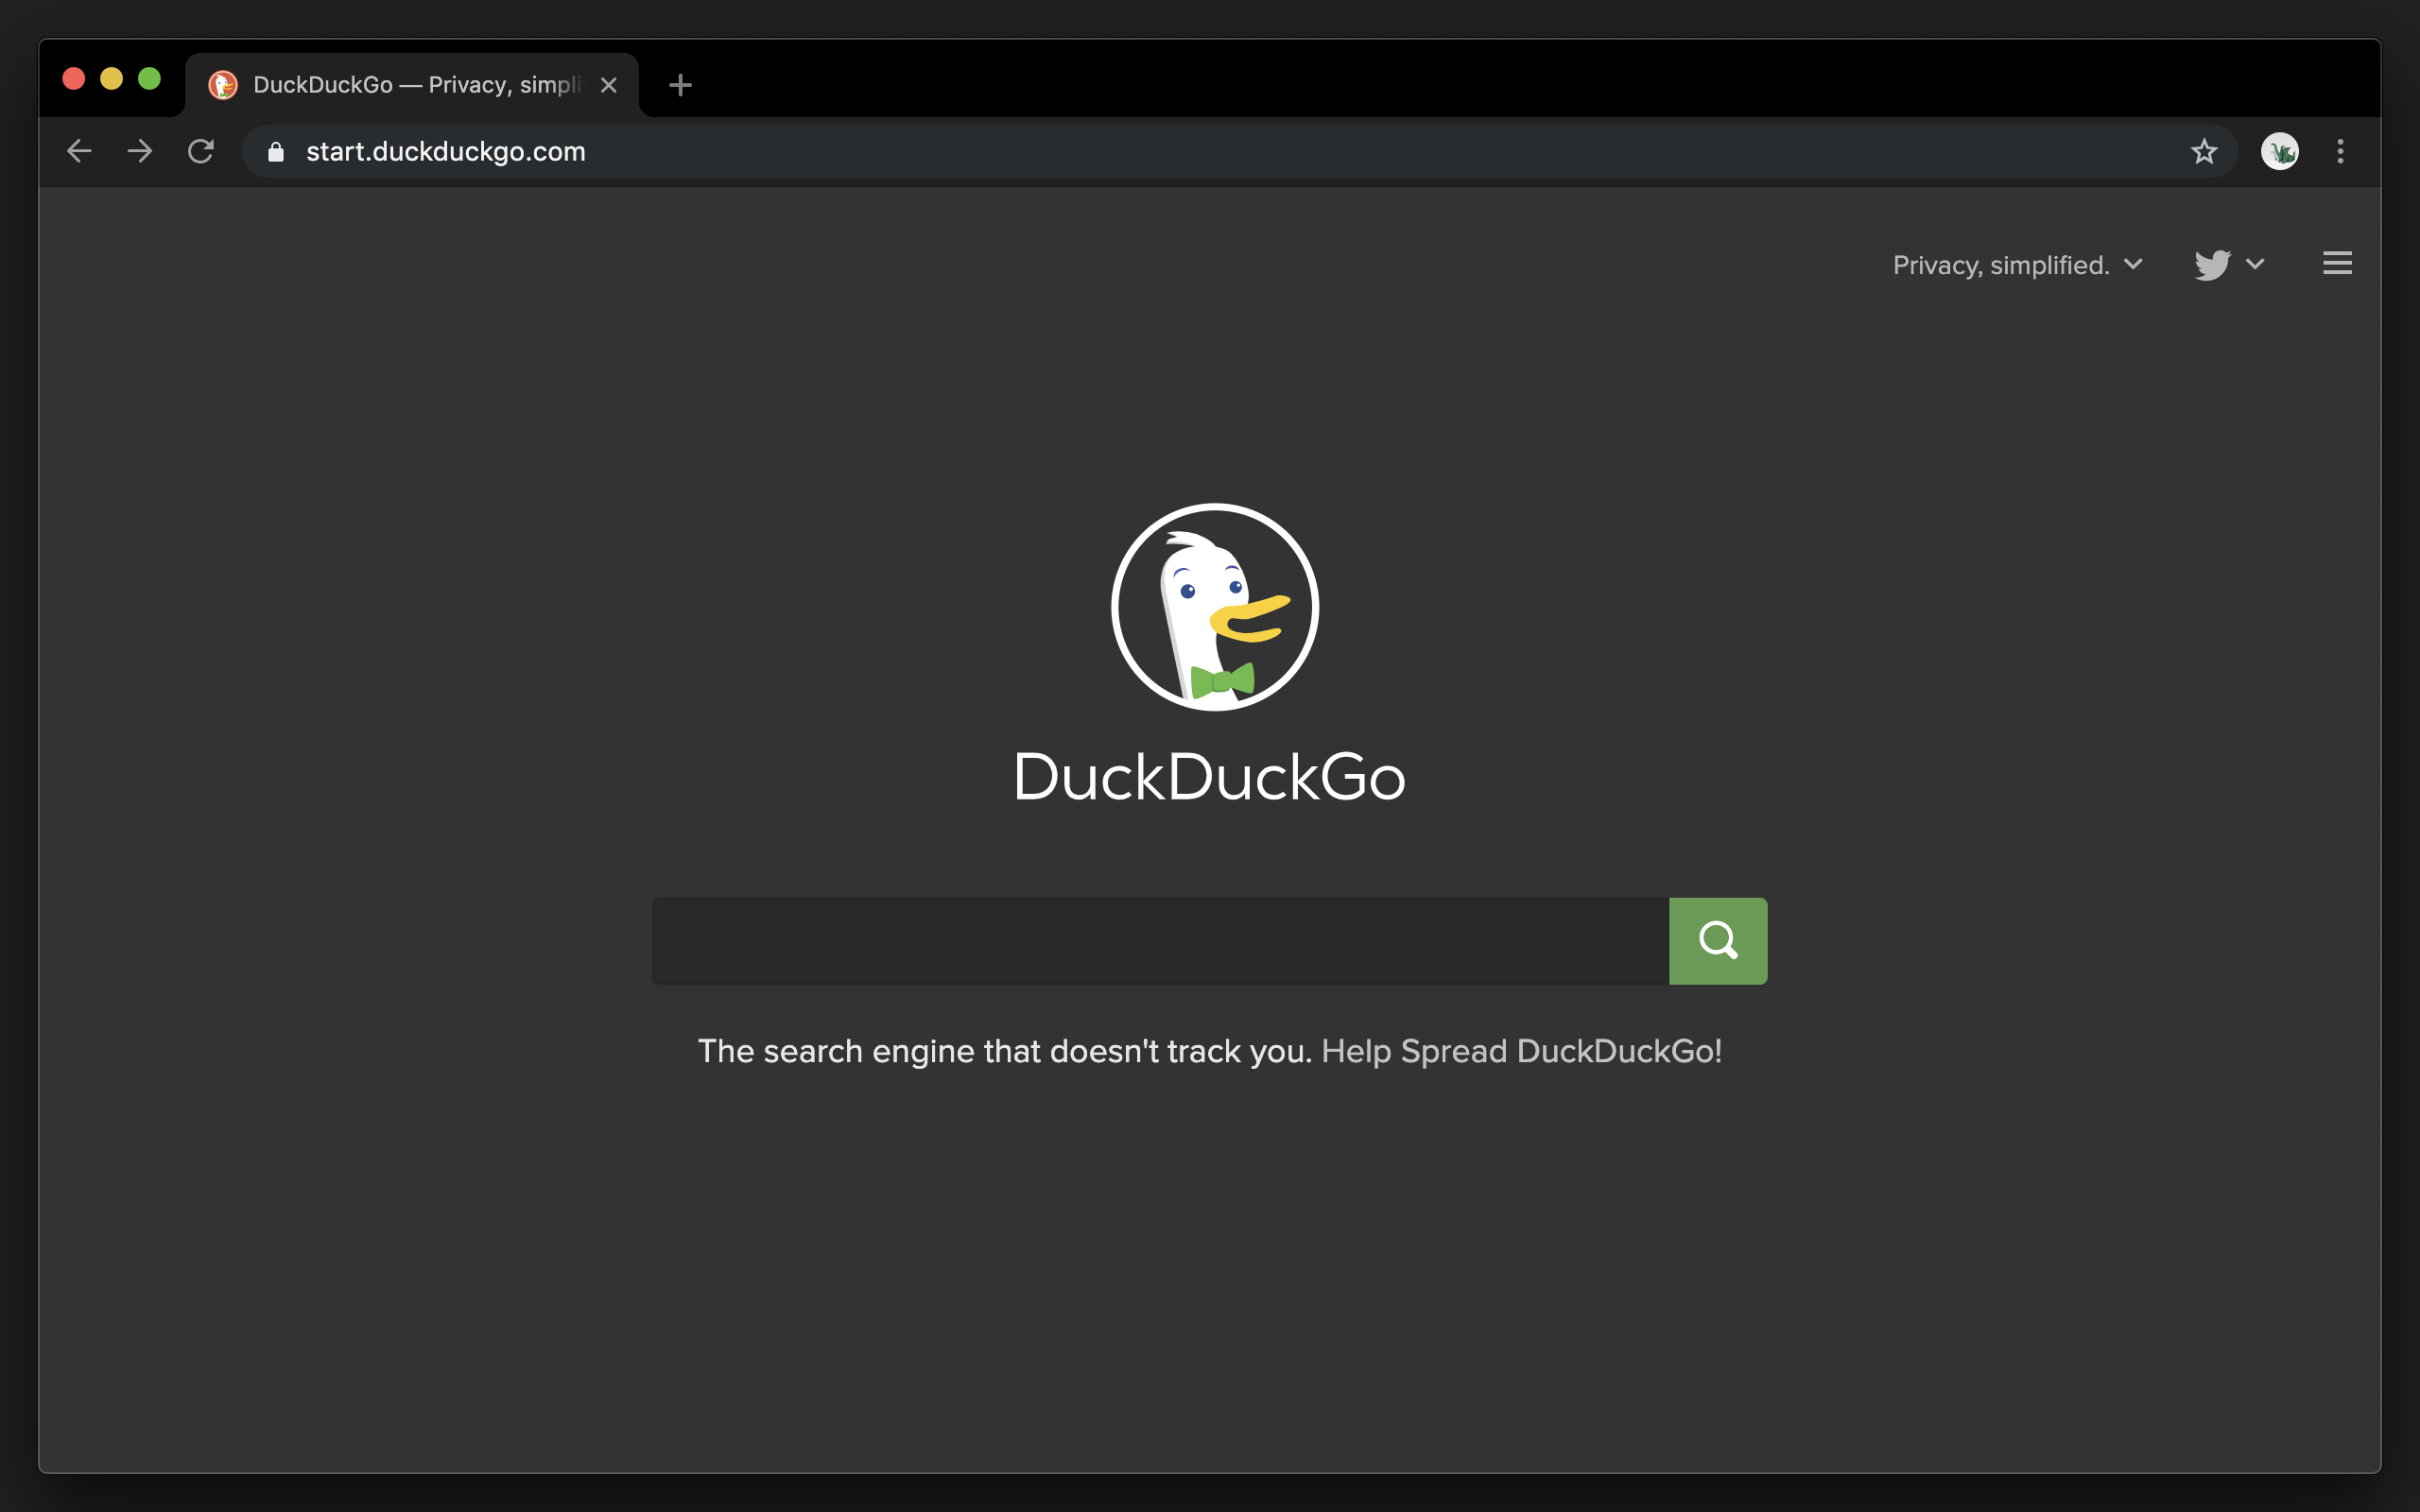 DuckDuckGo — Privacy, simpli
start.duckduckgo.com
Privacy, simplified.
DuckDuckGo
The search engine that doesn't track you. Help Spread DuckDuckGo!